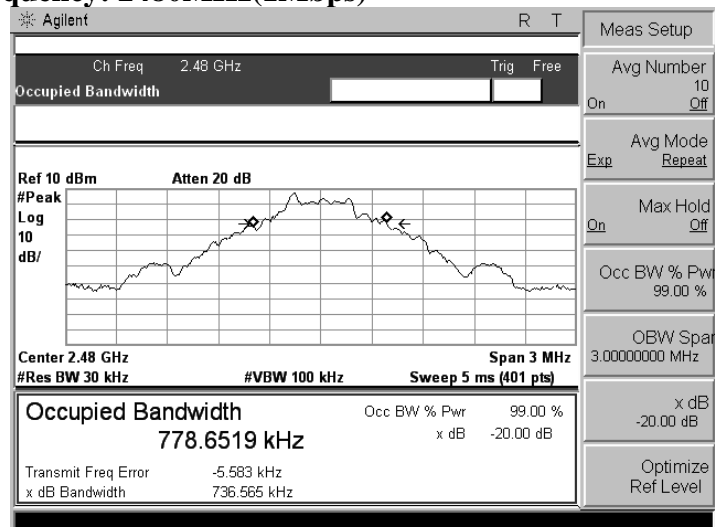 quency: 2480MHz(1Mbps)
Agilent R T
Ch Freq 2.48 GHz Trig Free
Occupied Bandwidth
Ref 10 dBm Atten 20 dB
#Peak
Log
10
dB/
Center 2.48 GHz Span 3 MHz
#Res BW 30 kHz #VBW 100 kHz Sweep 5 ms (401 pts)
Occupied Bandwidth Occ BW % Pwr 99.00 %
778.6519 kHz x dB -20.00 dB
Transmit Freq Error -5.583 kHz
x dB Bandwidth 736.565 kHz
Meas Setup
Avg Number
10
On Off
Avg Mode
Exp Repeat
Max Hold
On Off
Occ BW % Pwr
99.00 %
OBW Span
3.00000000 MHz
x dB
-20.00 dB
Optimize
Ref Level